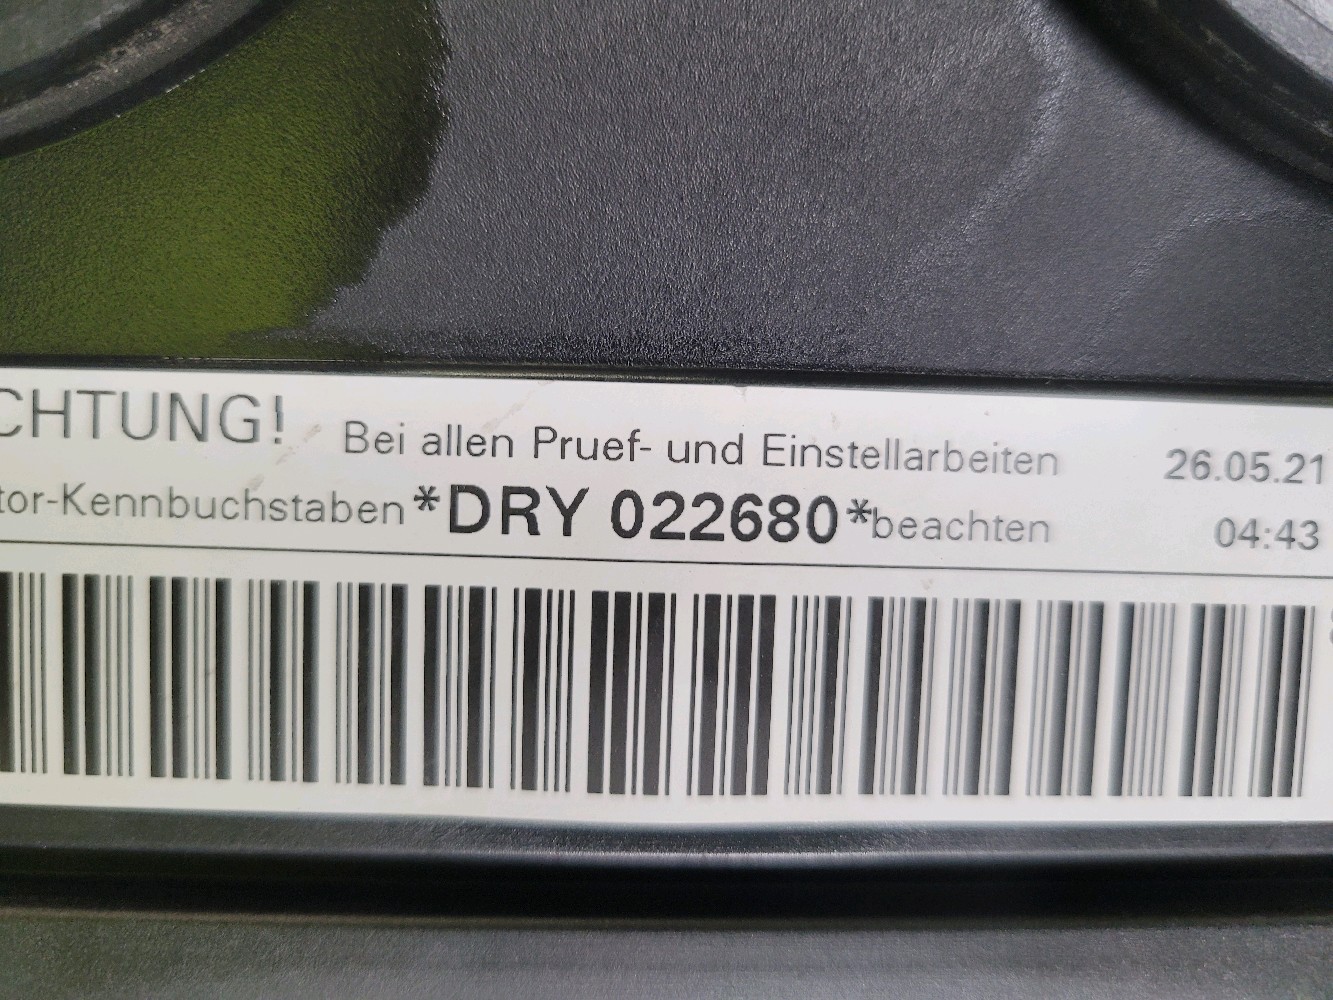 CHTUNG! Bei allen Pruef- und Einstellarbeiten 26.05.21
tor-Kennbuchstaben *DRY 022680* beachten 04:43